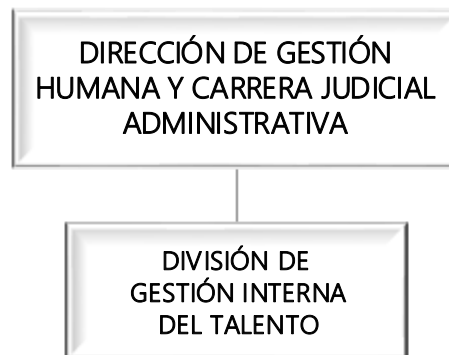 DIRECCIÓN DE GESTIÓN
HUMANA Y CARRERA JUDICIAL
ADMINISTRATIVA
DIVISIÓN DE
GESTIÓN INTERNA
DEL TALENTO